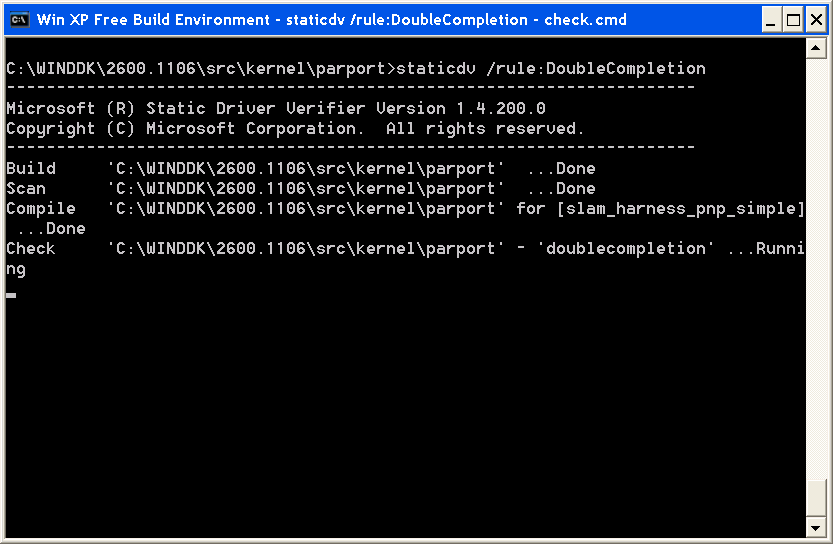 Win XP Free Build Environment - staticdv /rule:DoubleCompletion - check.cmd
C:\WINDDK\2600.1106\src\kernel\parport>staticdv /rule:DoubleCompletion
---------------------------------------------------------------------
Microsoft (R) Static Driver Verifier Version 1.4.200.0
Copyright (C) Microsoft Corporation.  All rights reserved.
---------------------------------------------------------------------
Build     'C:\WINDDK\2600.1106\src\kernel\parport'  ...Done
Scan      'C:\WINDDK\2600.1106\src\kernel\parport'  ...Done
Compile   'C:\WINDDK\2600.1106\src\kernel\parport' for [slam_harness_pnp_simple]
 ...Done
Check     'C:\WINDDK\2600.1106\src\kernel\parport' - 'doublecompletion' ...Runni
ng